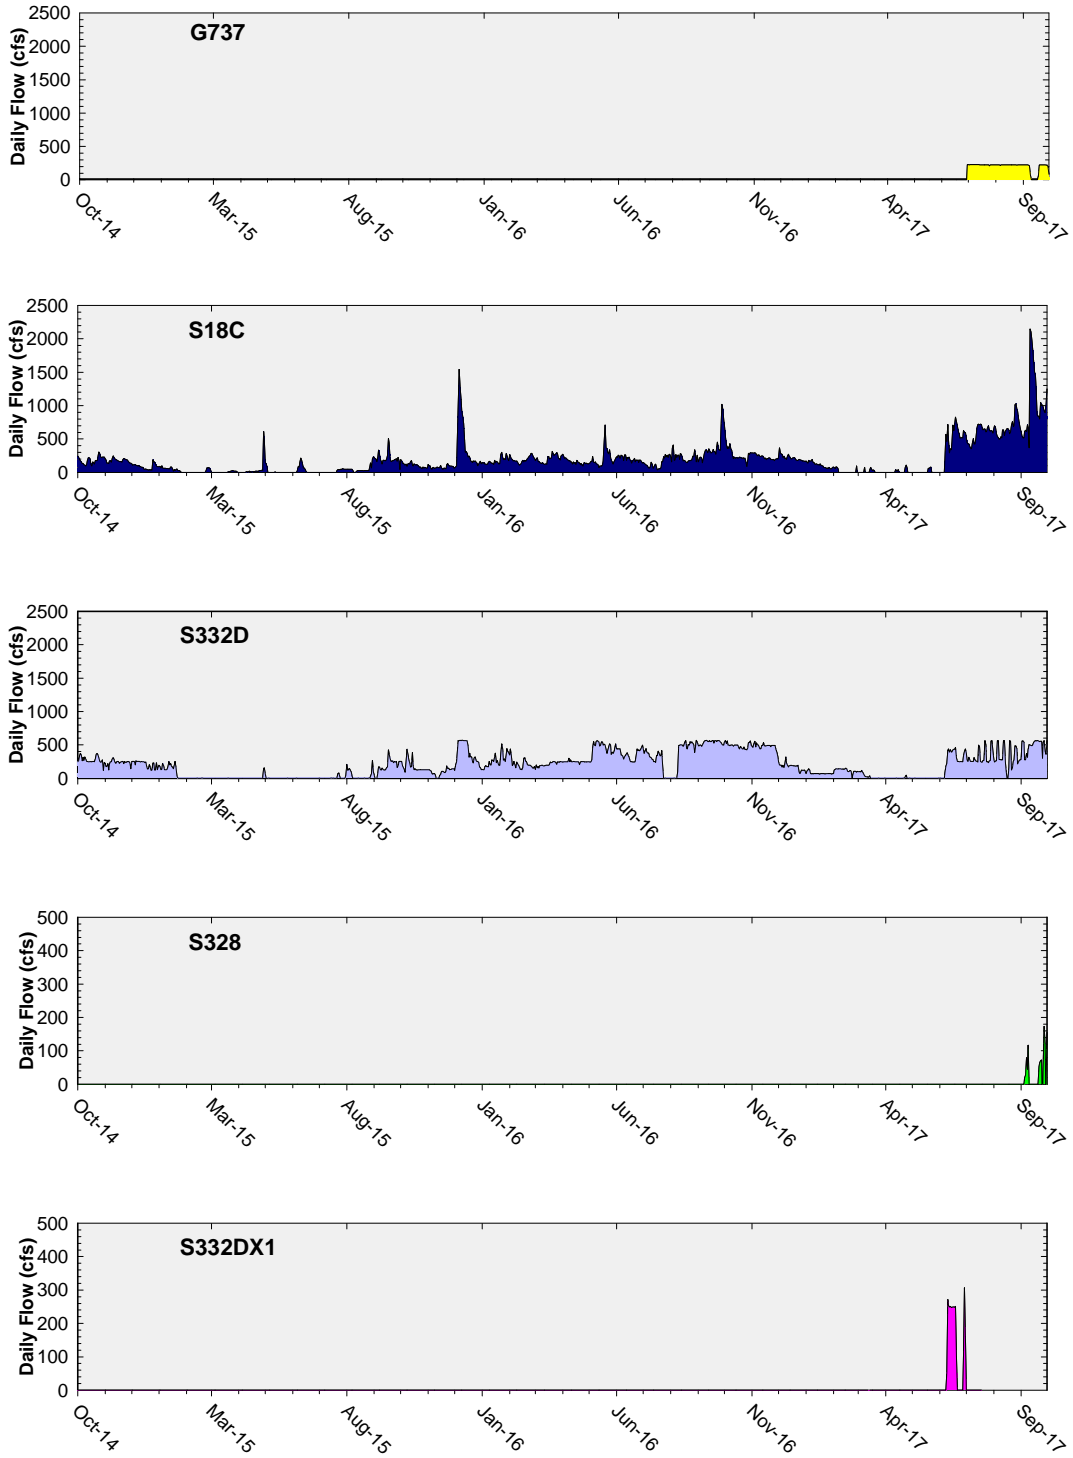 G737
Daily Flow (cfs)
2500
2000
1500
1000
500
0
Oct-14
Mar-15
Aug-15
Jan-16
Jun-16
Nov-16
Apr-17
Sep-17
S18C
Daily Flow (cfs)
2500
2000
1500
1000
500
0
Oct-14
Mar-15
Aug-15
Jan-16
Jun-16
Nov-16
Apr-17
Sep-17
S332D
Daily Flow (cfs)
2500
2000
1500
1000
500
0
Oct-14
Mar-15
Aug-15
Jan-16
Jun-16
Nov-16
Apr-17
Sep-17
S328
Daily Flow (cfs)
500
400
300
200
100
0
Oct-14
Mar-15
Aug-15
Jan-16
Jun-16
Nov-16
Apr-17
Sep-17
S332DX1
Daily Flow (cfs)
500
400
300
200
100
0
Oct-14
Mar-15
Aug-15
Jan-16
Jun-16
Nov-16
Apr-17
Sep-17